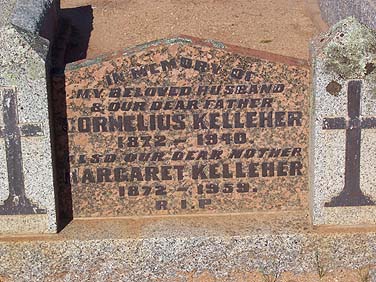 IN MEMORY OF
MY BELOVED HUSBAND
& OUR DEAR FATHER
CORNELIUS KELLEHER
1872 – 1940.
ALSO OUR DEAR MOTHER
MARGARET KELLEHER
1872 – 1959.
R.I.P